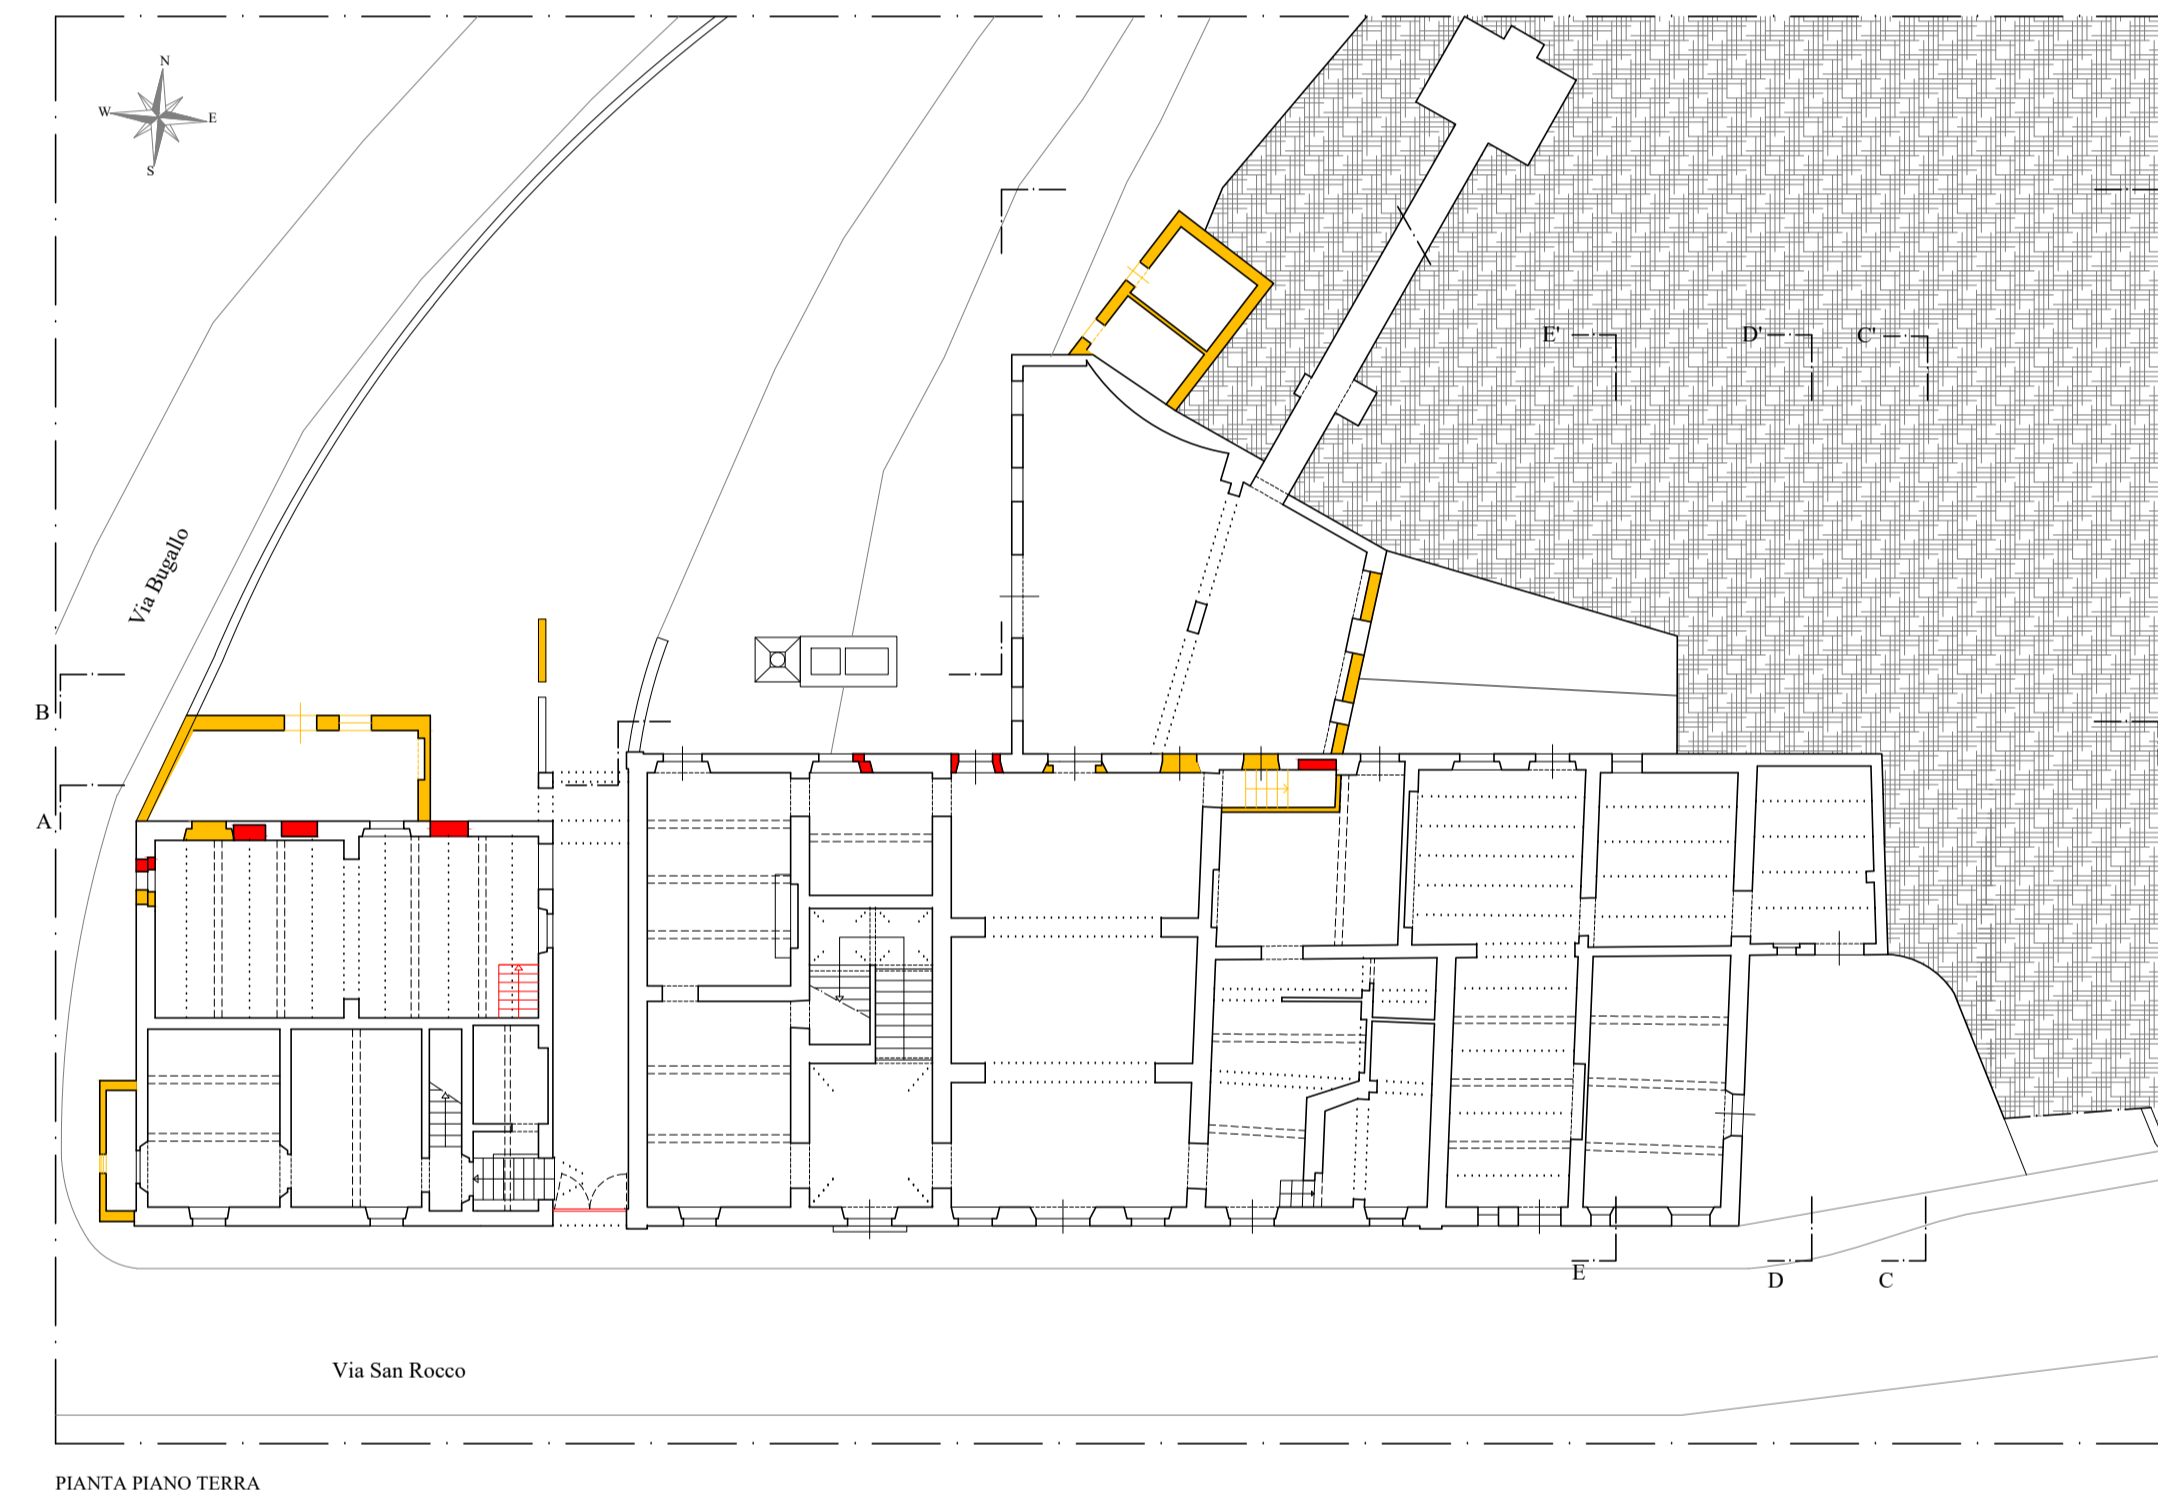 N
W
E
S
E'
D'
C'
Via Bugallo
B
A
E
D
C
Via San Rocco
PIANTA PIANO TERRA